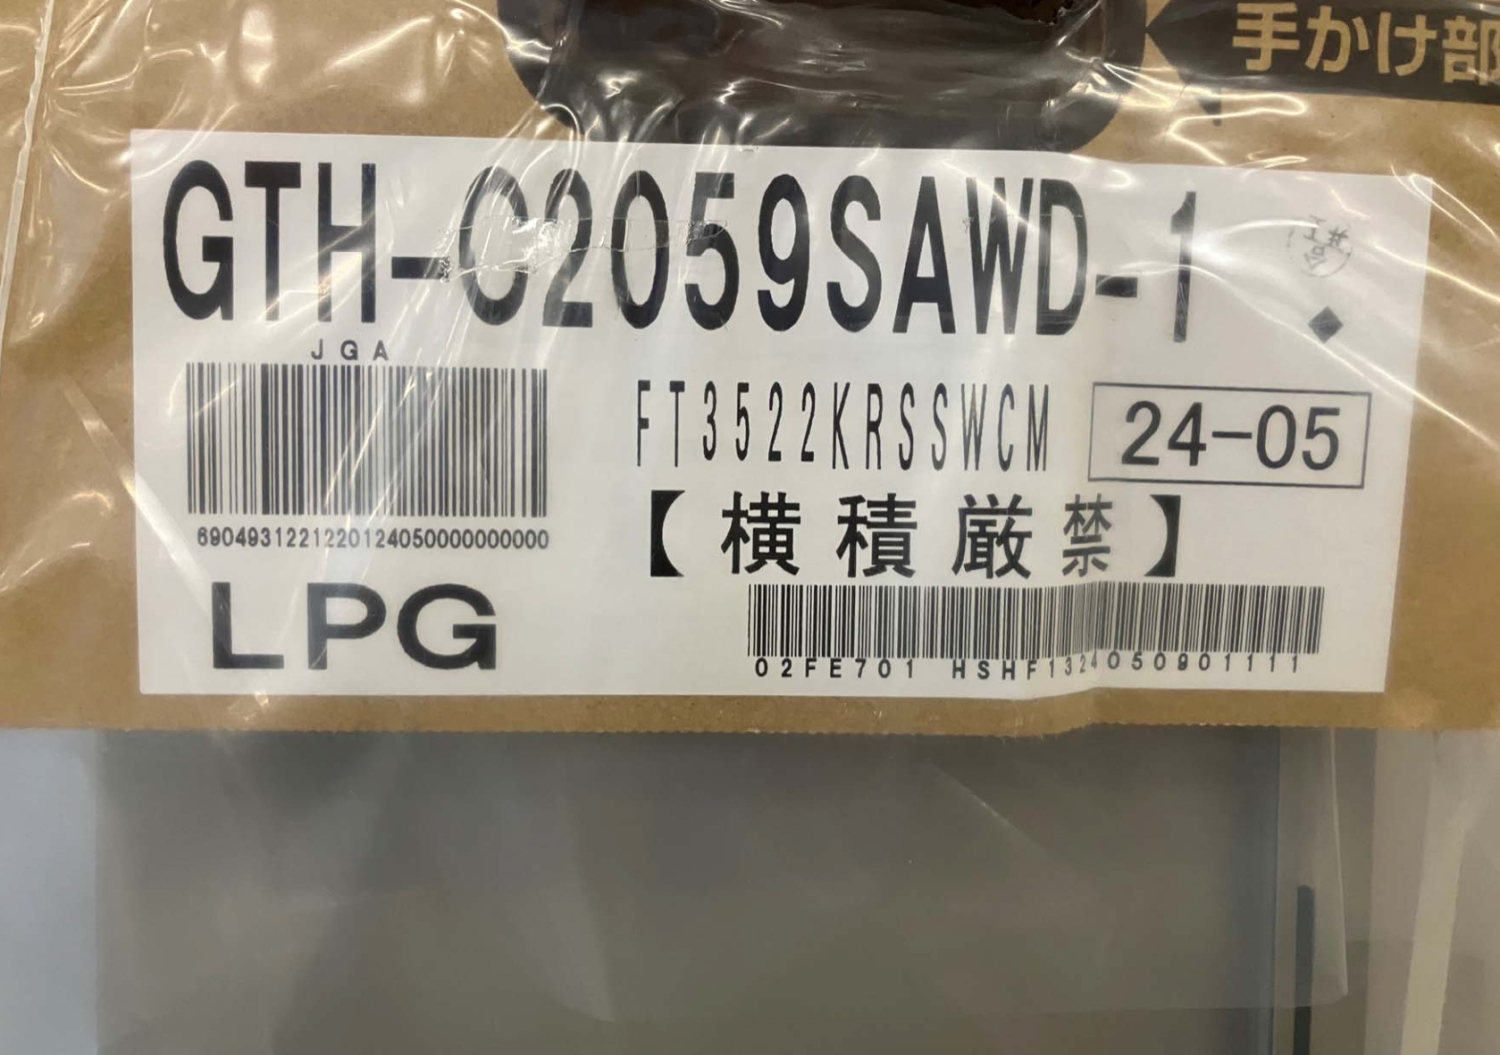 手かけ部
GTH-C2059SAWD-1
JGA
FT3522KRSSWCM
24-05
6904931221220124050000000000
【横積厳禁】
LPG
02FE701 HSHF1324050901111